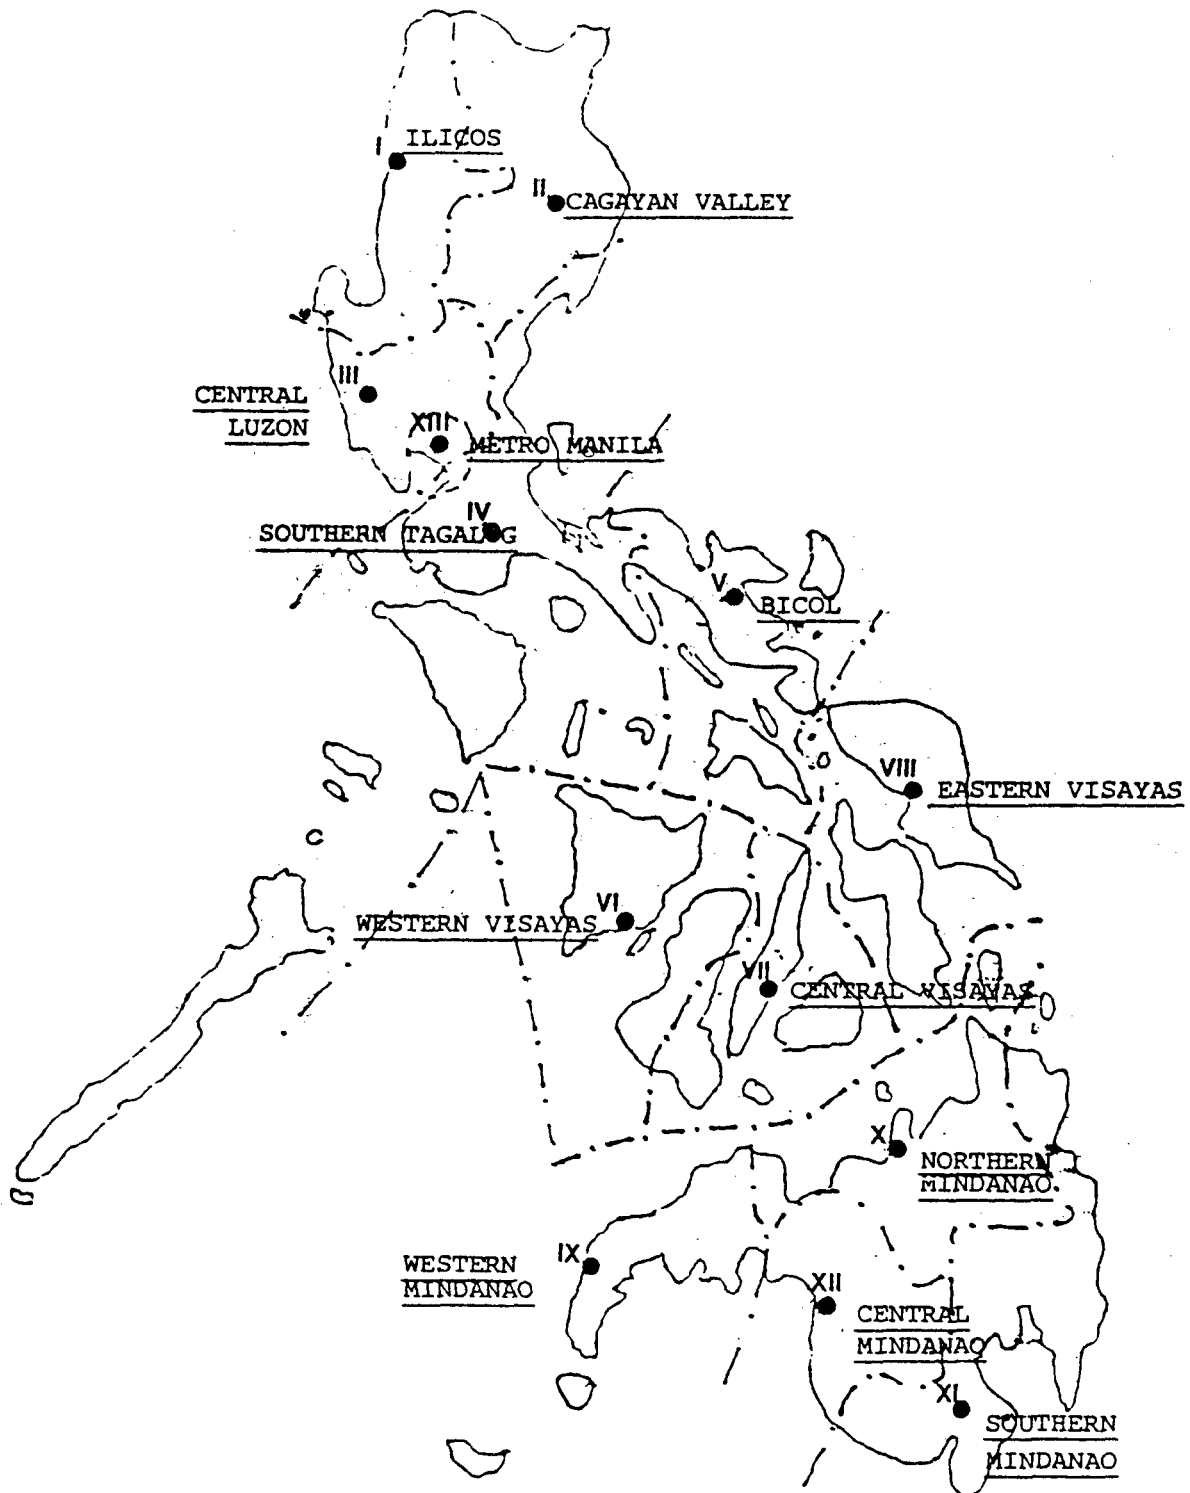 I
ILICOS
II
CAGAYAN VALLEY
III
CENTRAL
LUZON
XIII
METRO MANILA
IV
SOUTHERN TAGALOG
V
BICOL
VIII
EASTERN VISAYAS
VI
WESTERN VISAYAS
VII
CENTRAL VISAYAS
X
NORTHERN
MINDANAO
IX
WESTERN
MINDANAO
XII
CENTRAL
MINDANAO
XI
SOUTHERN
MINDANAO